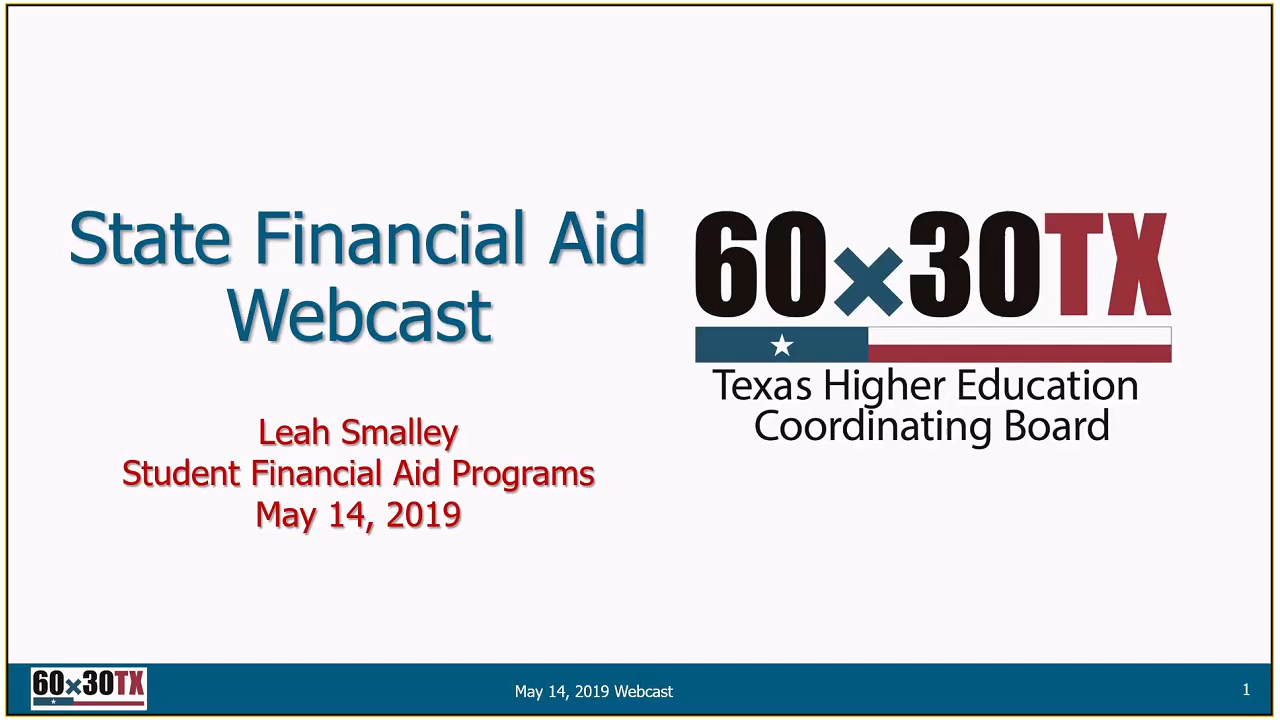 State Financial Aid
Webcast
Leah Smalley
Student Financial Aid Programs
May 14, 2019
60×30TX
Texas Higher Education
Coordinating Board
60×30TX
May 14, 2019 Webcast
1